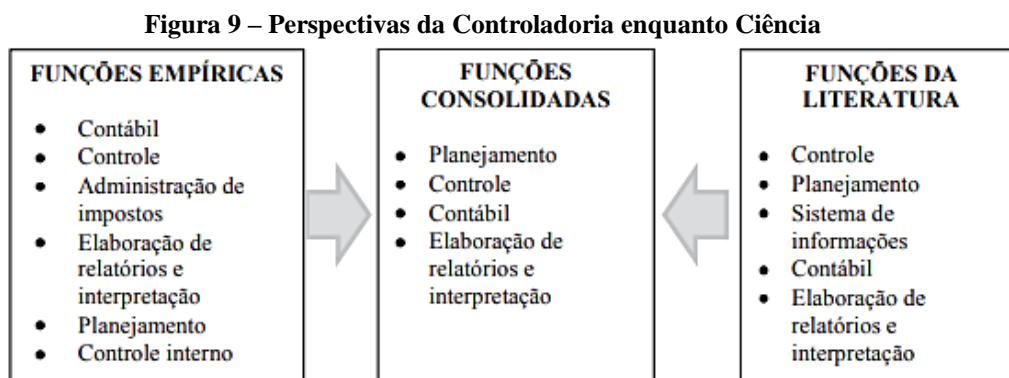 Figura 9 – Perspectivas da Controladoria enquanto Ciência
FUNÇÕES EMPÍRICAS
• Contábil
• Controle
• Administração de
impostos
• Elaboração de
relatórios e
interpretação
• Planejamento
• Controle interno
FUNÇÕES
CONSOLIDADAS
• Planejamento
• Controle
• Contábil
• Elaboração de
relatórios e
interpretação
FUNÇÕES DA
LITERATURA
• Controle
• Planejamento
• Sistema de
informações
• Contábil
• Elaboração de
relatórios e
interpretação